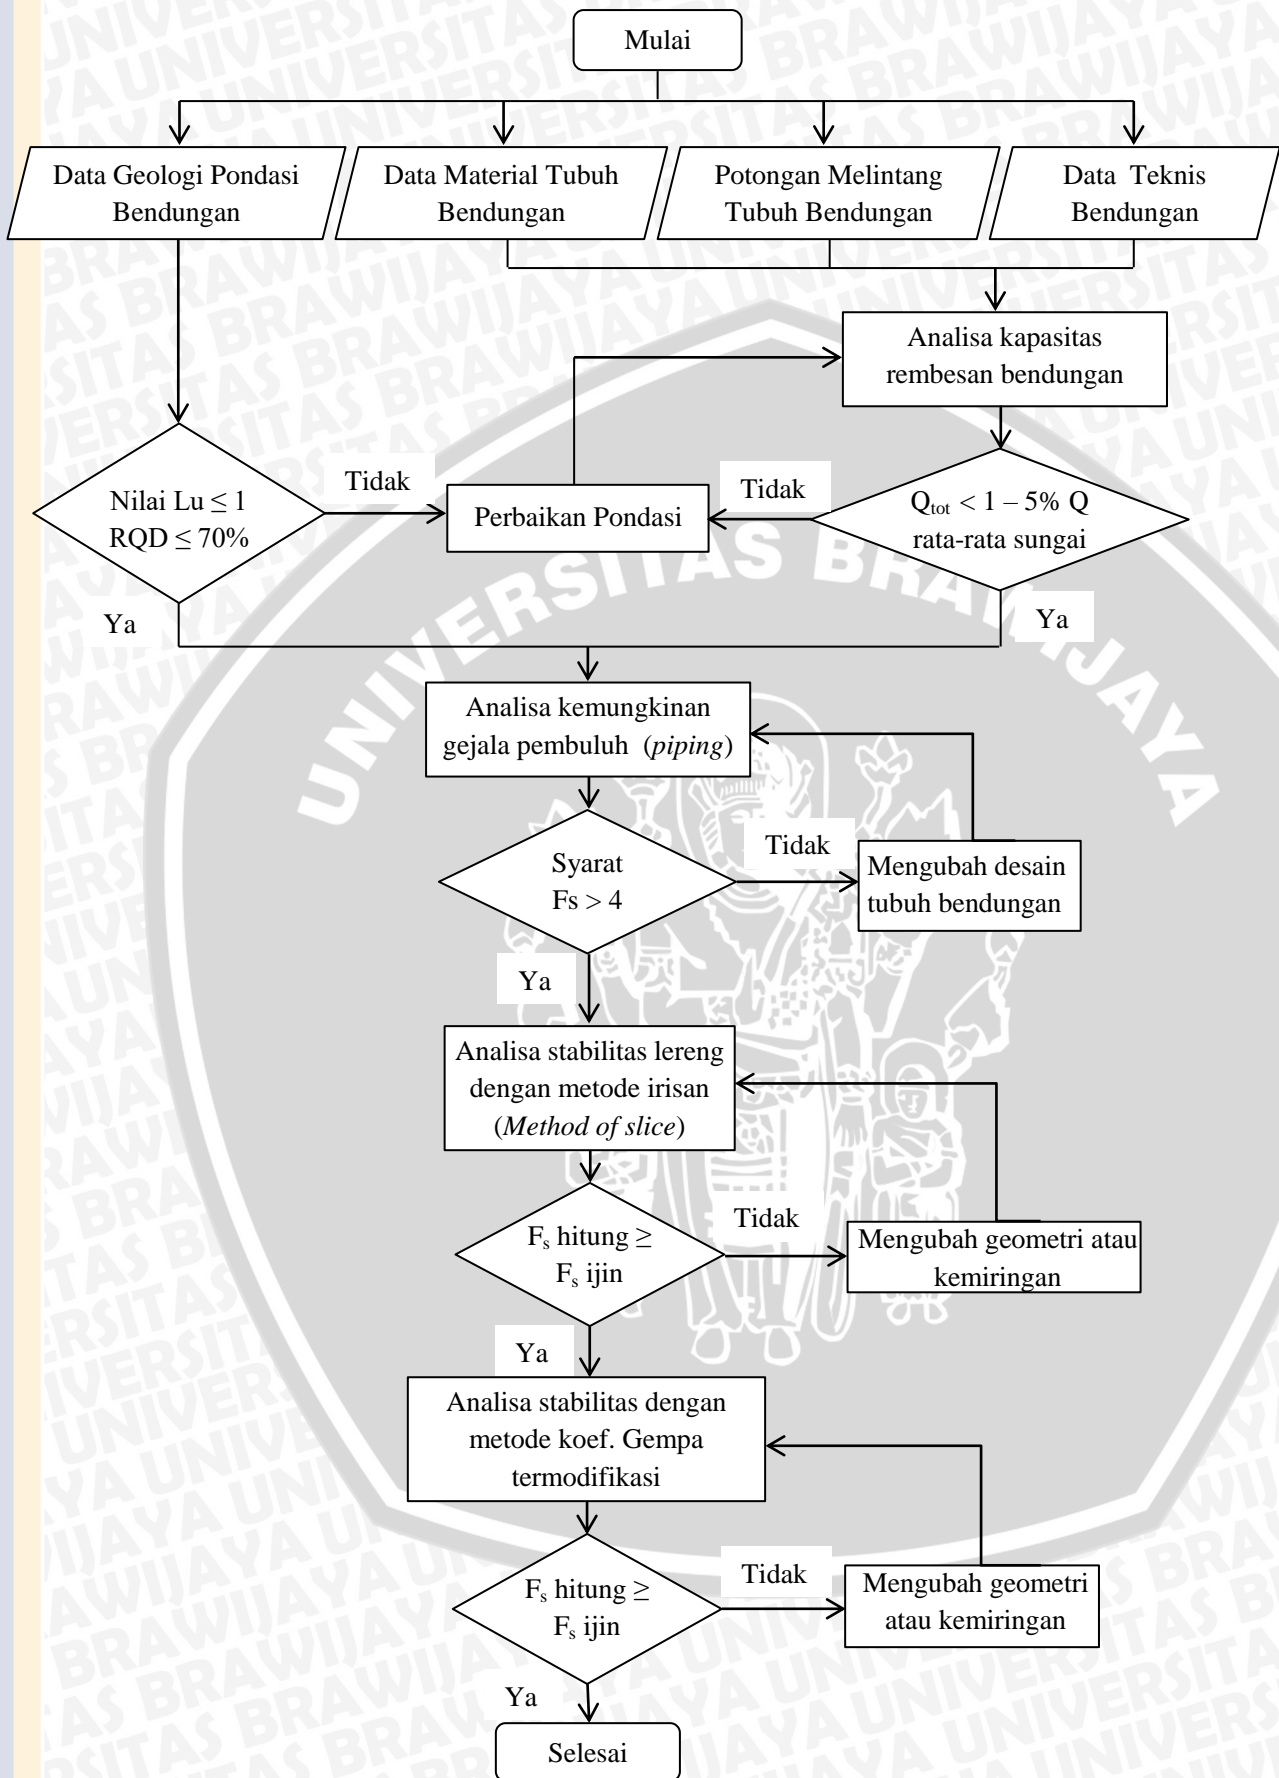 Mulai
Data Geologi Pondasi
Bendungan
Data Material Tubuh
Bendungan
Potongan Melintang
Tubuh Bendungan
Data Teknis
Bendungan
Analisa kapasitas
rembesan bendungan
Nilai Lu ≤ 1
RQD ≤ 70%
Tidak
Perbaikan Pondasi
Tidak
Qtot < 1 – 5% Q
rata-rata sungai
Ya
Ya
UNIVERSITAS BRAWIJAYA
Analisa kemungkinan
gejala pembuluh (piping)
Syarat
Fs > 4
Tidak
Mengubah desain
tubuh bendungan
Ya
Analisa stabilitas lereng
dengan metode irisan
(Method of slice)
Fs hitung ≥
Fs ijin
Tidak
Mengubah geometri atau
kemiringan
Ya
Analisa stabilitas dengan
metode koef. Gempa
termodifikasi
Fs hitung ≥
Fs ijin
Tidak
Mengubah geometri
atau kemiringan
Ya
Selesai